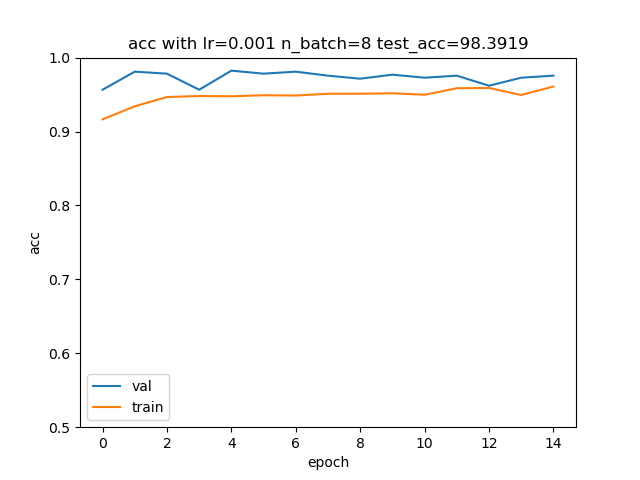 acc with lr=0.001 n_batch=8 test_acc=98.3919
1.0
0.9
0.8
0.7
0.6
0.5
acc
val
train
0 2 4 6 8 10 12 14
epoch